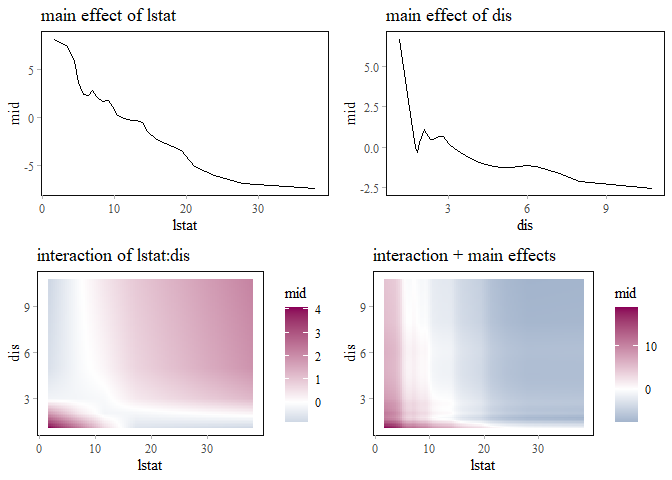 main effect of lstat
5
0
-5
mid
0
10
20
30
lstat
main effect of dis
5.0
2.5
0.0
-2.5
mid
3
6
9
dis
interaction of lstat:dis
9
6
3
dis
0
10
20
30
lstat
mid
4
3
2
1
0
interaction + main effects
9
6
3
dis
0
10
20
30
lstat
mid
10
0